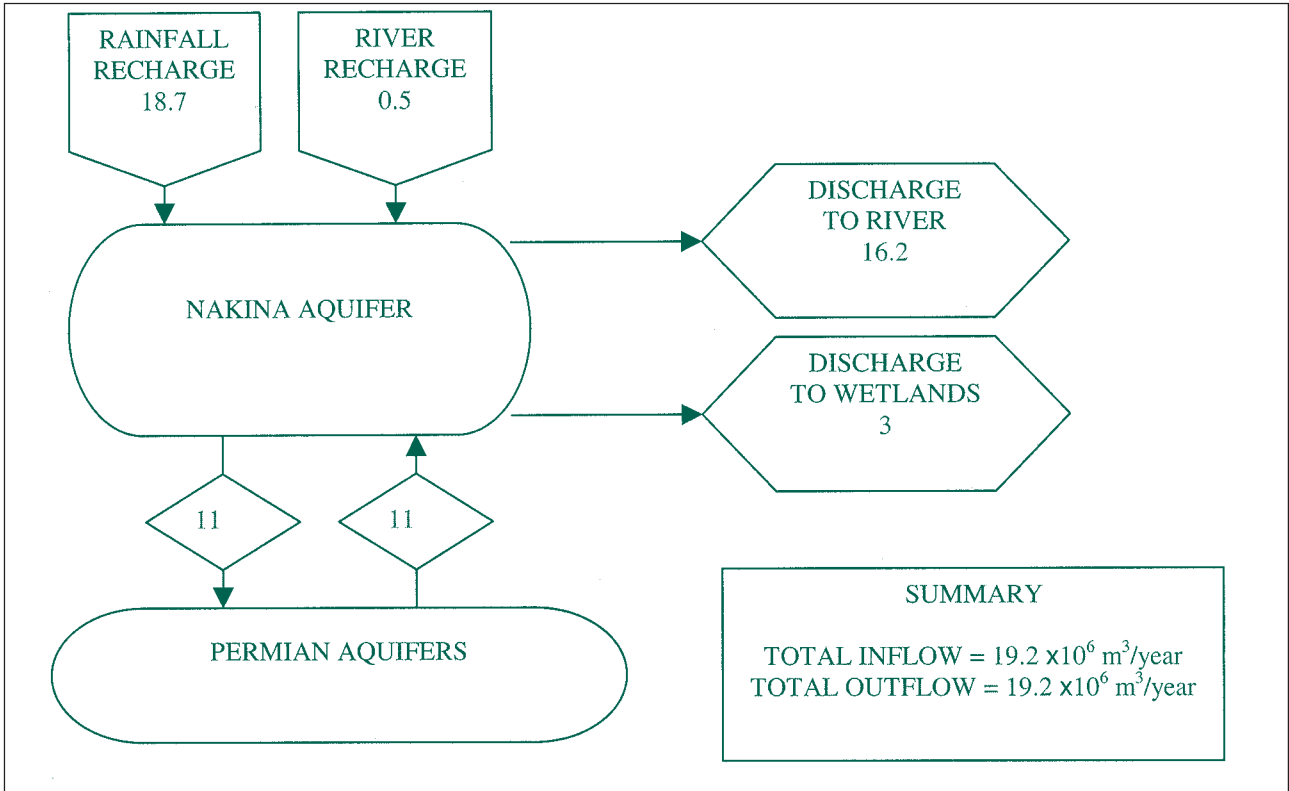 RAINFALL
RECHARGE
18.7
RIVER
RECHARGE
0.5
DISCHARGE
TO RIVER
16.2
NAKINA AQUIFER
DISCHARGE
TO WETLANDS
3
11
11
PERMIAN AQUIFERS
SUMMARY
TOTAL INFLOW = 19.2 x10⁶ m³/year
TOTAL OUTFLOW = 19.2 x10⁶ m³/year